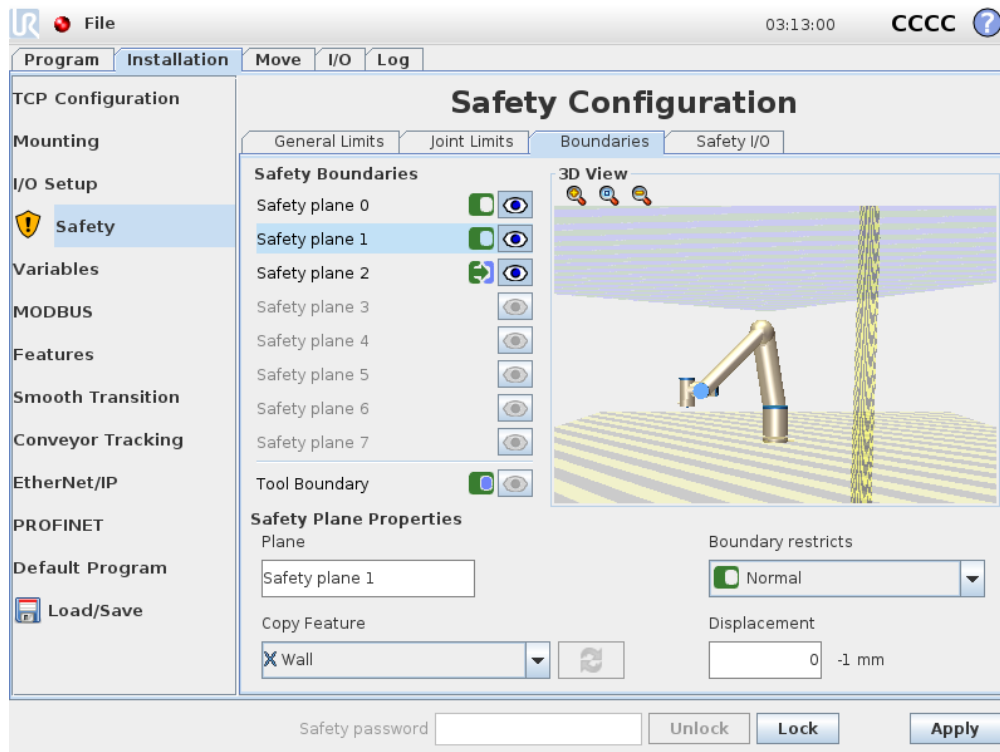 UR File 03:13:00 CCCC ?
Program Installation Move I/O Log
TCP Configuration
Mounting
I/O Setup
Safety
Variables
MODBUS
Features
Smooth Transition
Conveyor Tracking
EtherNet/IP
PROFINET
Default Program
Load/Save
Safety Configuration
General Limits Joint Limits Boundaries Safety I/O
Safety Boundaries
Safety plane 0
Safety plane 1
Safety plane 2
Safety plane 3
Safety plane 4
Safety plane 5
Safety plane 6
Safety plane 7
Tool Boundary
3D View
Safety Plane Properties
Plane
Safety plane 1
Boundary restricts
Normal
Copy Feature
Wall
Displacement
0 -1 mm
Safety password Unlock Lock Apply